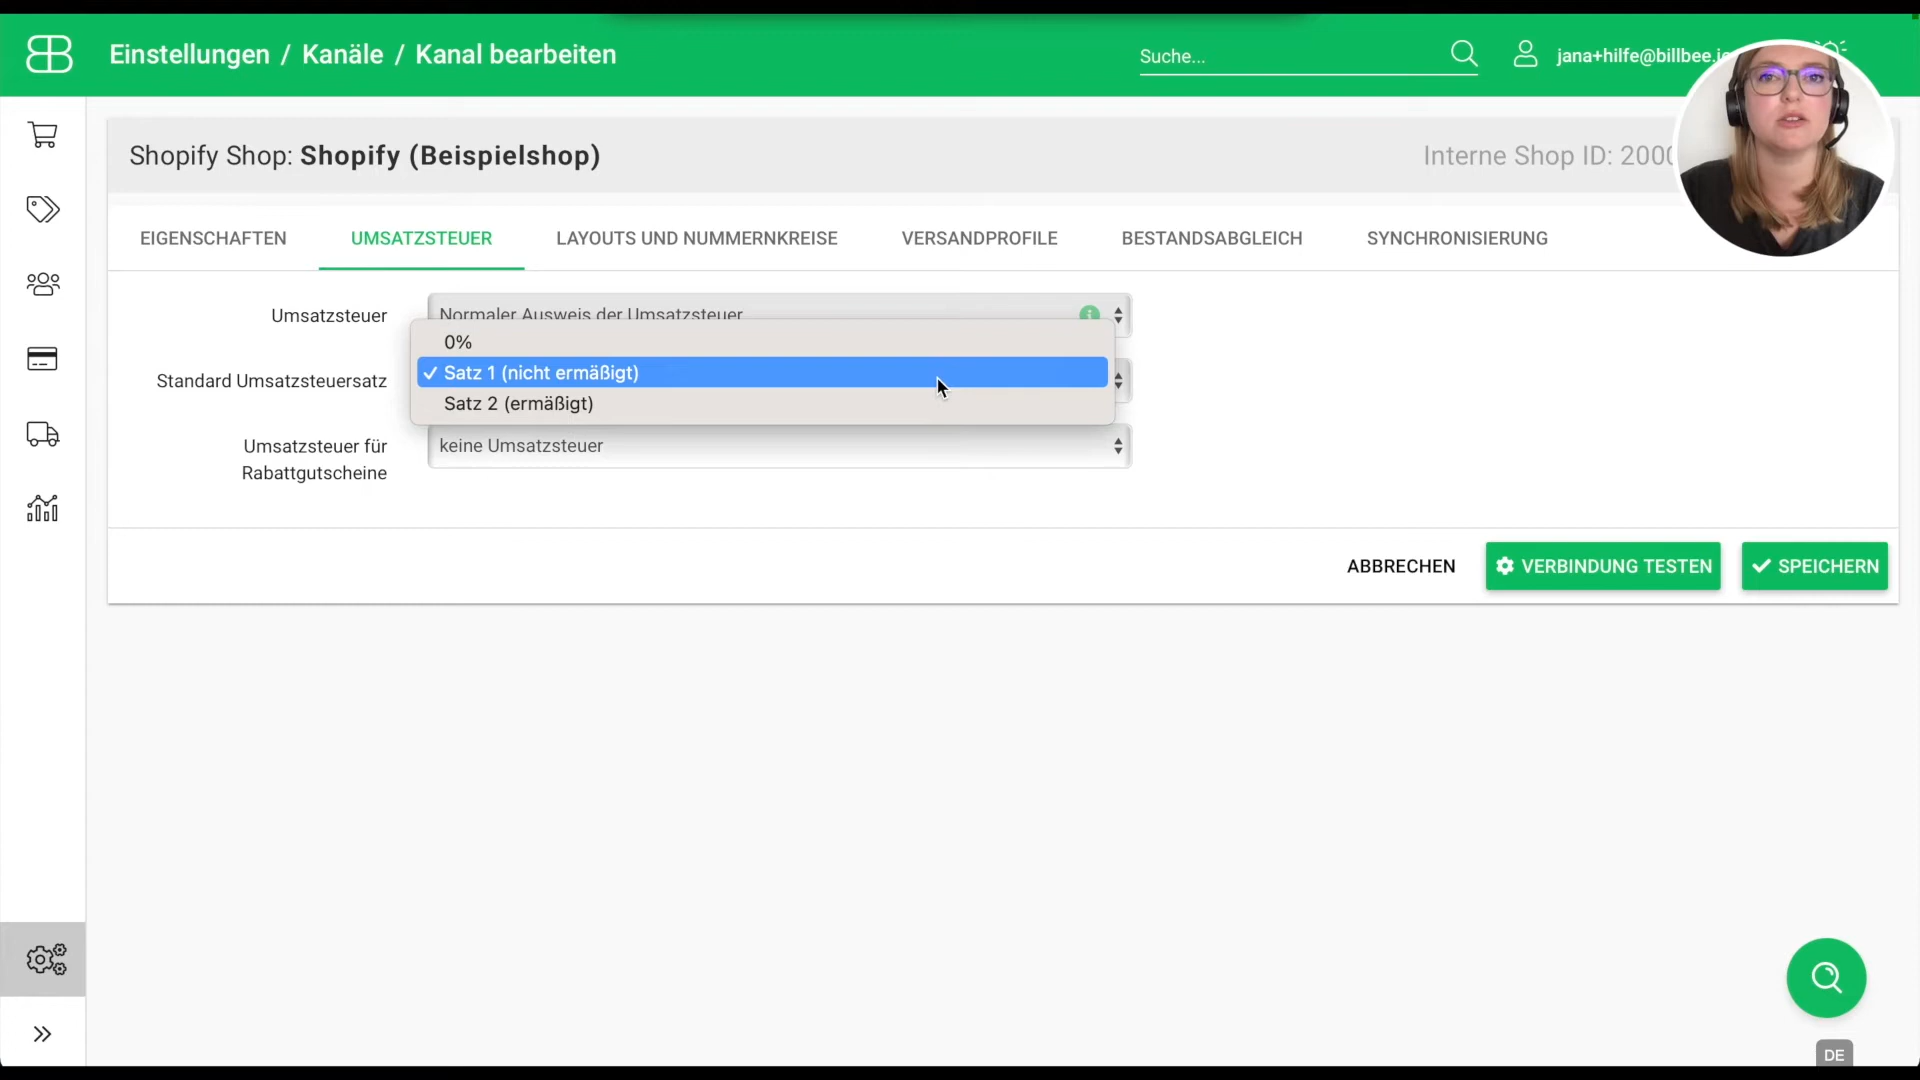 Einstellungen / Kanäle / Kanal bearbeiten
Suche...
jana+hilfe@billbee.i
Shopify Shop: Shopify (Beispielshop)
Interne Shop ID: 2000
EIGENSCHAFTEN
UMSATZSTEUER
LAYOUTS UND NUMMERNKREISE
VERSANDPROFILE
BESTANDSABGLEICH
SYNCHRONISIERUNG
Umsatzsteuer
Normaler Ausweis der Umsatzsteuer
0%
Standard Umsatzsteuersatz
✓ Satz 1 (nicht ermäßigt)
Satz 2 (ermäßigt)
Umsatzsteuer für
Rabattgutscheine
keine Umsatzsteuer
ABBRECHEN
VERBINDUNG TESTEN
SPEICHERN
DE